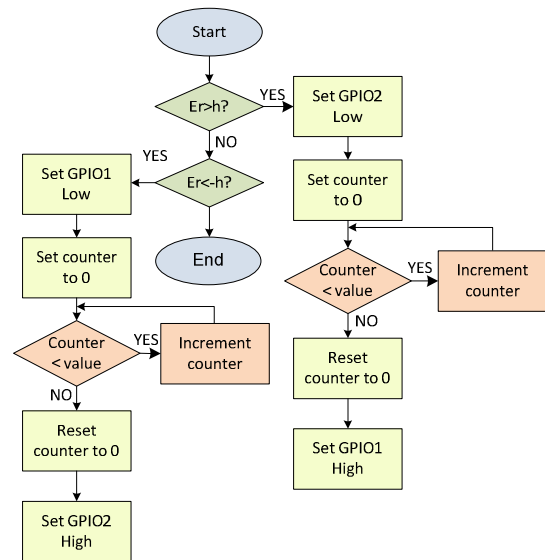 Start
Er>h?
YES
Set GPIO2
Low
NO
YES
Er<-h?
Set GPIO1
Low
Set counter
to 0
End
Set counter
to 0
Counter
< value
YES
Increment
counter
NO
Counter
< value
YES
Increment
counter
NO
Reset
counter to 0
Reset
counter to 0
Set GPIO1
High
Set GPIO2
High